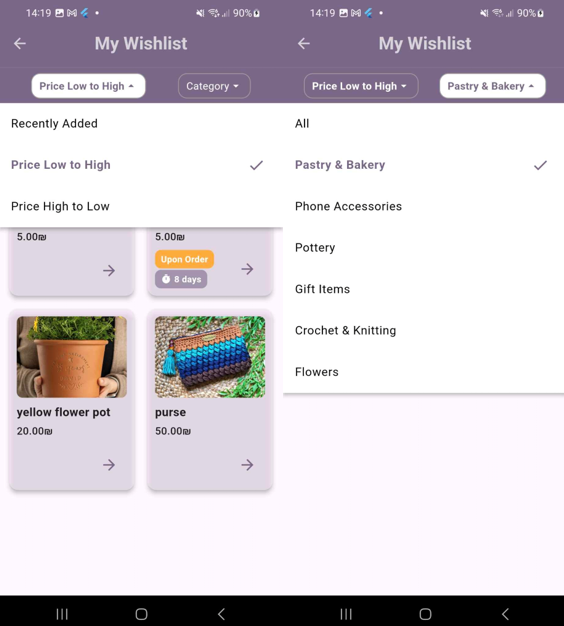 14:19
90%
My Wishlist
Price Low to High
Category
Recently Added
Price Low to High
Price High to Low
5.00₪
5.00₪
Upon Order
8 days
yellow flower pot
purse
20.00₪
50.00₪
14:19
90%
My Wishlist
Price Low to High
Pastry & Bakery
All
Pastry & Bakery
Phone Accessories
Pottery
Gift Items
Crochet & Knitting
Flowers